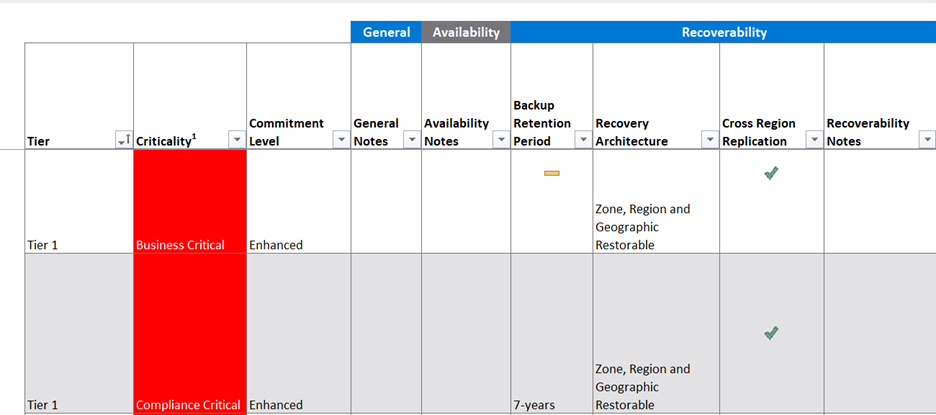 General Availability Recoverability
Tier Criticality1 Commitment Level General Notes Availability Notes Backup Retention Period Recovery Architecture Cross Region Replication Recoverability Notes
Tier 1 Business Critical Enhanced Zone, Region and Geographic Restorable
Tier 1 Compliance Critical Enhanced 7-years Zone, Region and Geographic Restorable